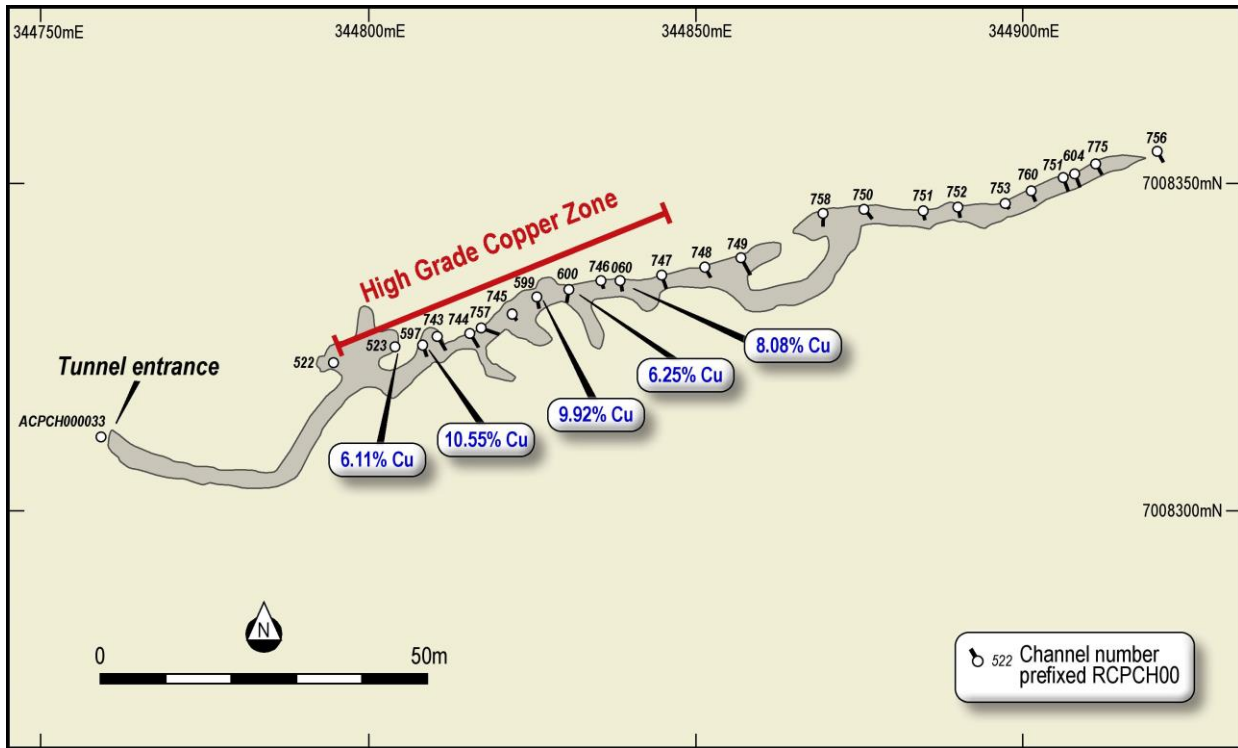 344750mE
344800mE
344850mE
344900mE
756
775
604
751
760
753
752
751
750
758
7008350mN
High Grade Copper Zone
749
748
747
060
746
600
599
745
757
744
743
597
523
522
8.08% Cu
6.25% Cu
9.92% Cu
10.55% Cu
6.11% Cu
Tunnel entrance
ACPCH000033
7008300mN
N
0
50m
522 Channel number
prefixed RCPCH00